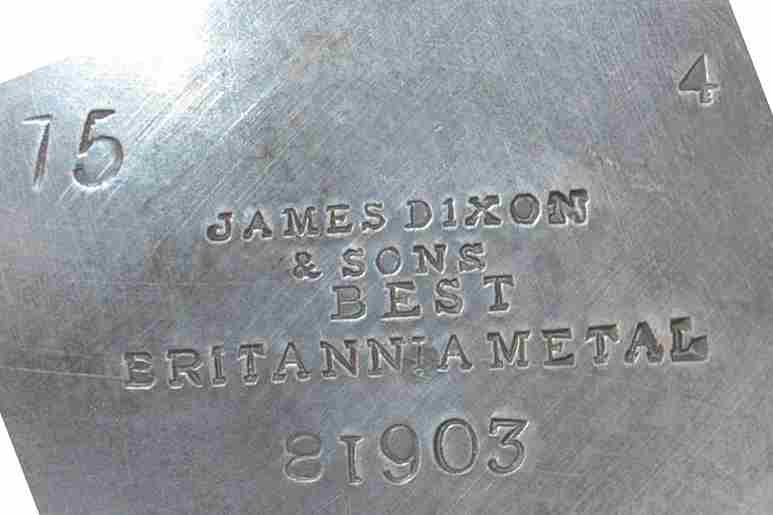 75 4
JAMES DIXON
& SONS
BEST
BRITANNIA METAL
81903